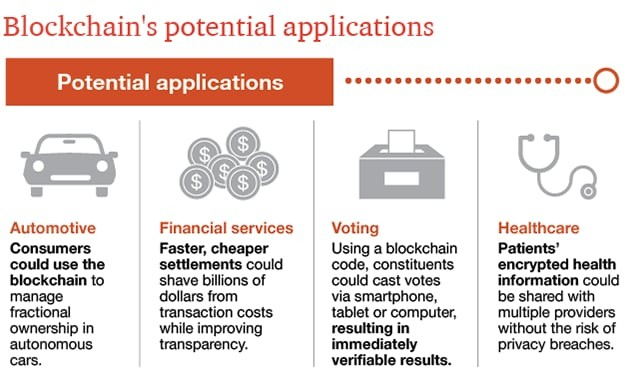 Blockchain's potential applications
Potential applications
$ $ $ $ $ $
Automotive
Consumers
could use the
blockchain to
manage
fractional
ownership in
autonomous
cars.
Financial services
Faster, cheaper
settlements could
shave billions of
dollars from
transaction costs
while improving
transparency.
Voting
Using a blockchain
code, constituents
could cast votes
via smartphone,
tablet or computer,
resulting in
immediately
verifiable results.
Healthcare
Patients'
encrypted health
information could
be shared with
multiple providers
without the risk of
privacy breaches.